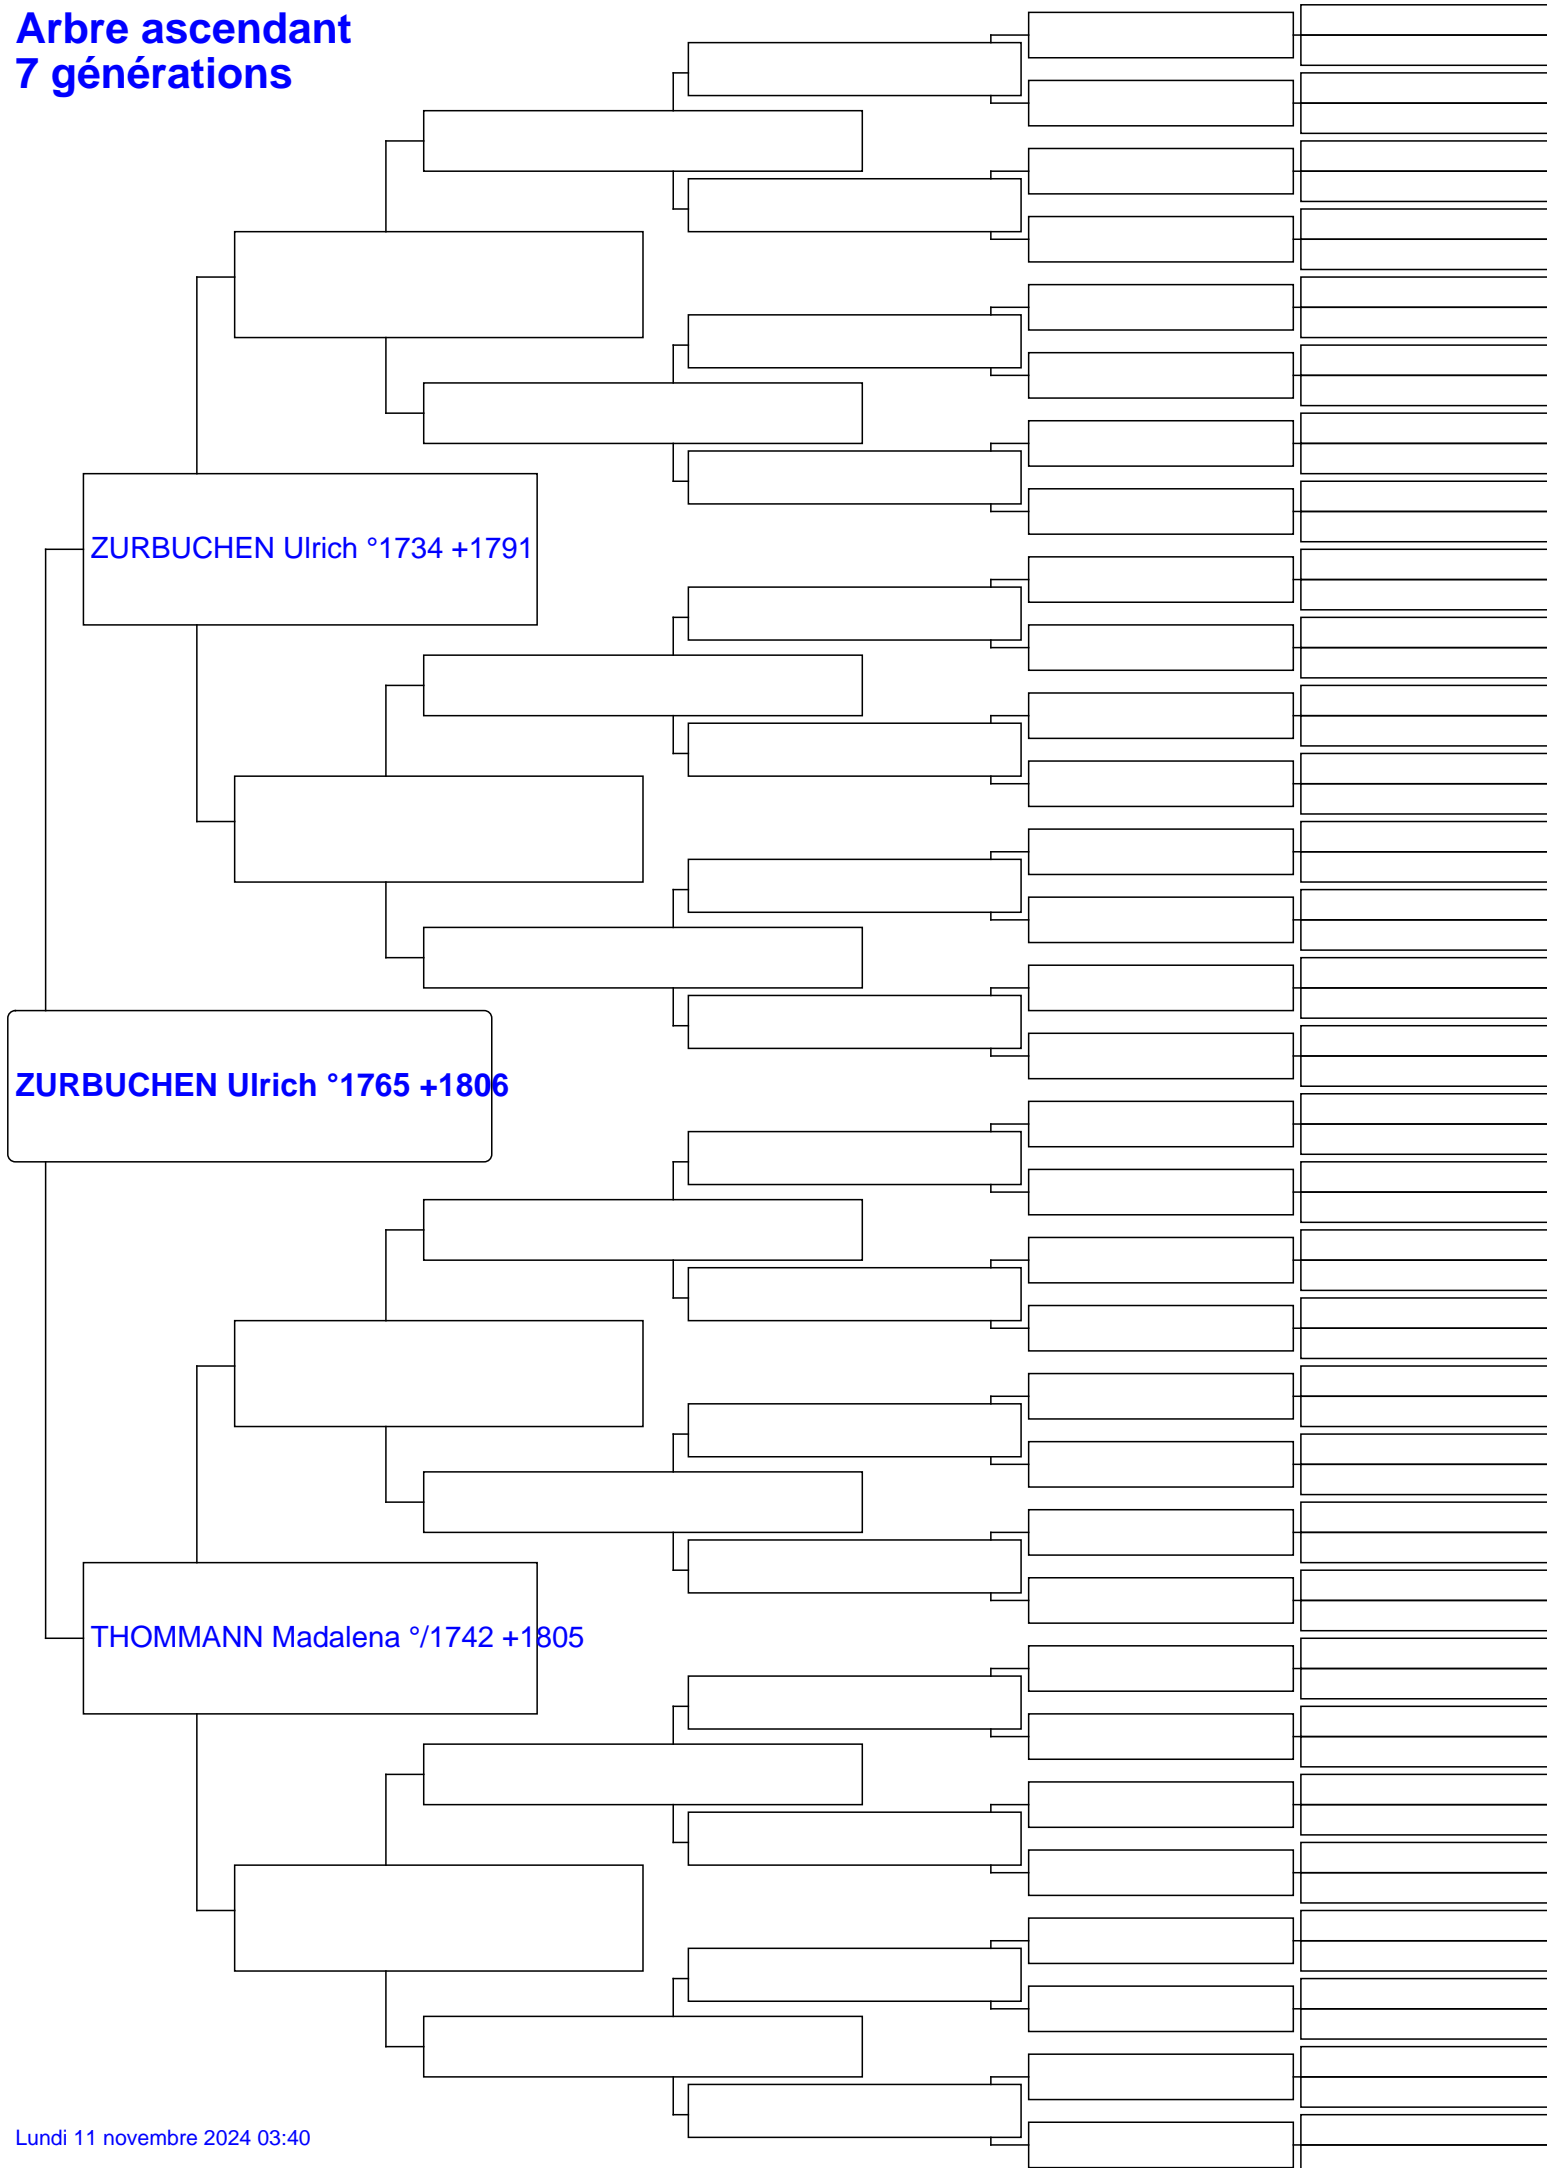 Arbre ascendant
7 générations
ZURBUCHEN Ulrich °1734 +1791
ZURBUCHEN Ulrich °1765 +1806
THOMMANN Madalena °/1742 +1805
Lundi 11 novembre 2024 03:40